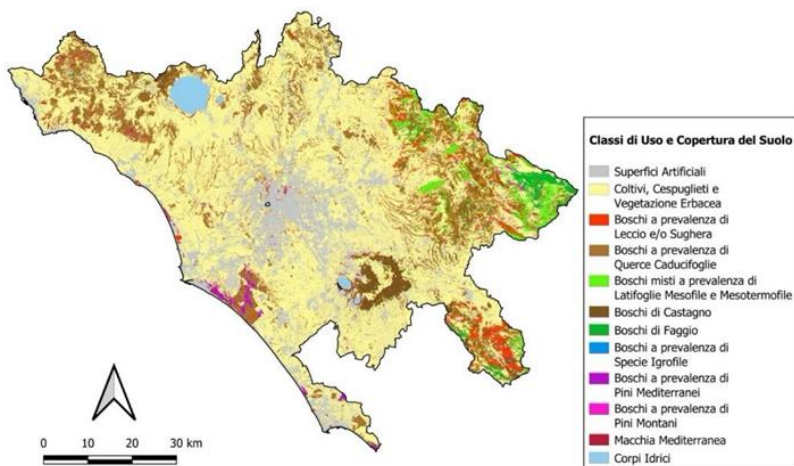 Classi di Uso e Copertura del Suolo
Superfici Artificiali
Coltivi, Cespuglieti e
Vegetazione Erbacea
Boschi a prevalenza di
Leccio e/o Sughera
Boschi a prevalenza di
Querce Caducifoglie
Boschi misti a prevalenza di
Latifoglie Mesofile e Mesotermofile
Boschi di Castagno
Boschi di Faggio
Boschi a prevalenza di
Specie Igrofile
Boschi a prevalenza di
Pini Mediterranei
Boschi a prevalenza di
Pini Montani
Macchia Mediterranea
Corpi Idrici
0 10 20 30 km